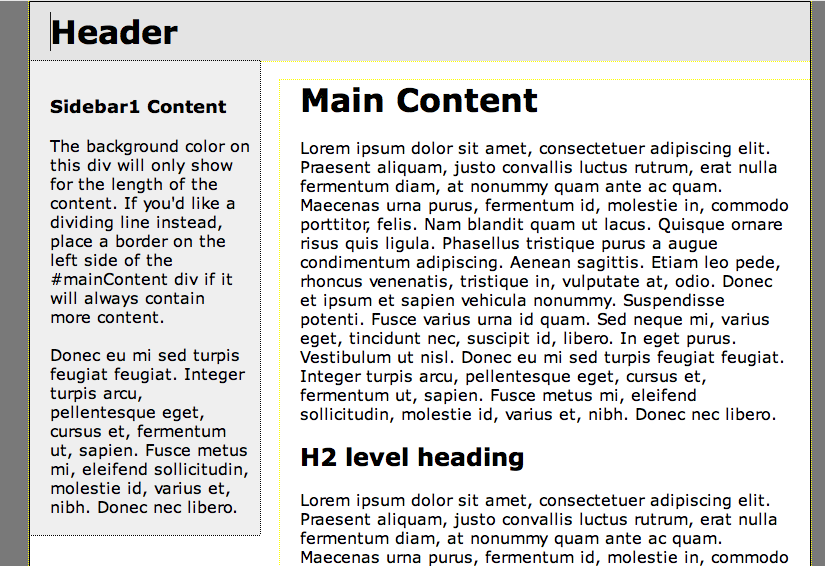 Header
Sidebar1 Content
The background color on
this div will only show
for the length of the
content. If you'd like a
dividing line instead,
place a border on the
left side of the
#mainContent div if it
will always contain
more content.
Donec eu mi sed turpis
feugiat feugiat. Integer
turpis arcu,
pellentesque eget,
cursus et, fermentum
ut, sapien. Fusce metus
mi, eleifend sollicitudin,
molestie id, varius et,
nibh. Donec nec libero.
Main Content
Lorem ipsum dolor sit amet, consectetuer adipiscing elit.
Praesent aliquam, justo convallis luctus rutrum, erat nulla
fermentum diam, at nonummy quam ante ac quam.
Maecenas urna purus, fermentum id, molestie in, commodo
porttitor, felis. Nam blandit quam ut lacus. Quisque ornare
risus quis ligula. Phasellus tristique purus a augue
condimentum adipiscing. Aenean sagittis. Etiam leo pede,
rhoncus venenatis, tristique in, vulputate at, odio. Donec
et ipsum et sapien vehicula nonummy. Suspendisse
potenti. Fusce varius urna id quam. Sed neque mi, varius
eget, tincidunt nec, suscipit id, libero. In eget purus.
Vestibulum ut nisl. Donec eu mi sed turpis feugiat feugiat.
Integer turpis arcu, pellentesque eget, cursus et,
fermentum ut, sapien. Fusce metus mi, eleifend
sollicitudin, molestie id, varius et, nibh. Donec nec libero.
H2 level heading
Lorem ipsum dolor sit amet, consectetuer adipiscing elit.
Praesent aliquam, justo convallis luctus rutrum, erat nulla
fermentum diam, at nonummy quam ante ac quam.
Maecenas urna purus, fermentum id, molestie in, commodo